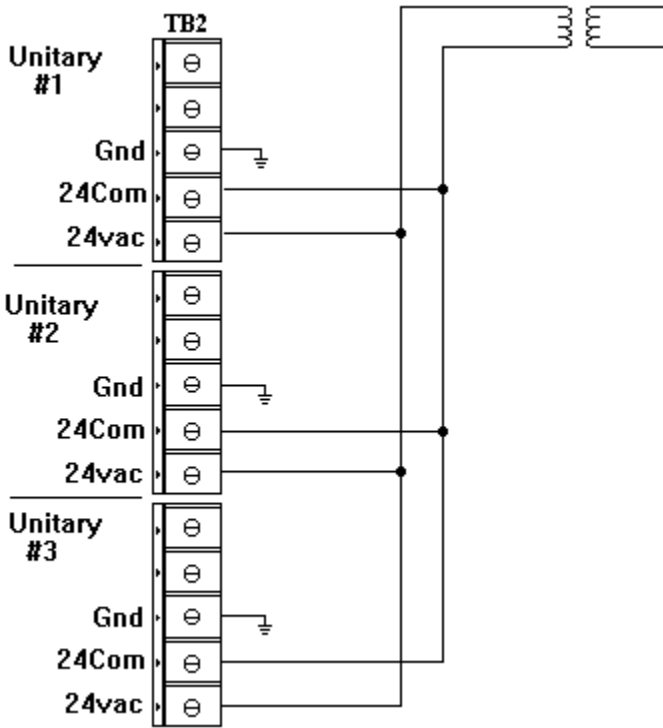 TB2
Unitary
#1
Gnd
24Com
24vac
Unitary
#2
Gnd
24Com
24vac
Unitary
#3
Gnd
24Com
24vac